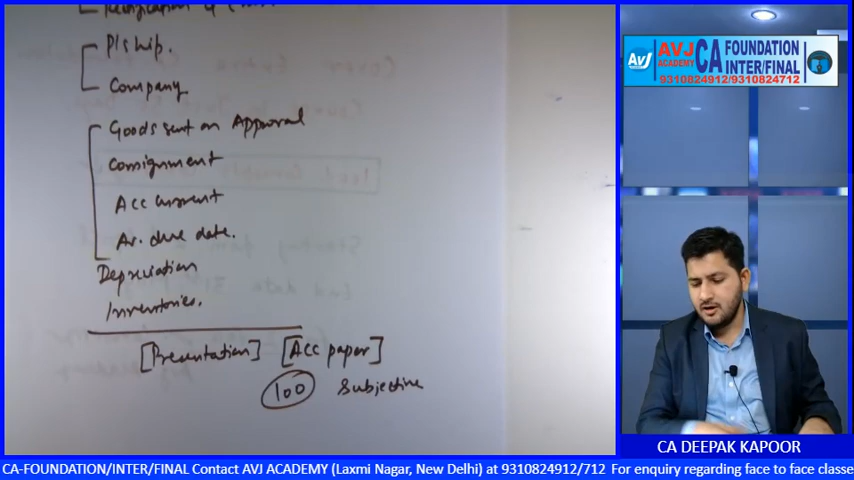 P/ship.
Company
Goods sent on Approval
Consignment
Acc current
Av. due date.
Depreciation
Inventories.
[Presentation] [Acc paper]
100 Subjective
AVJ
AVJ ACADEMY
CA FOUNDATION
INTER/FINAL
9310824912/9310824712
CA DEEPAK KAPOOR
CA-FOUNDATION/INTER/FINAL Contact AVJ ACADEMY (Laxmi Nagar, New Delhi) at 9310824912/712 For enquiry regarding face to face classe